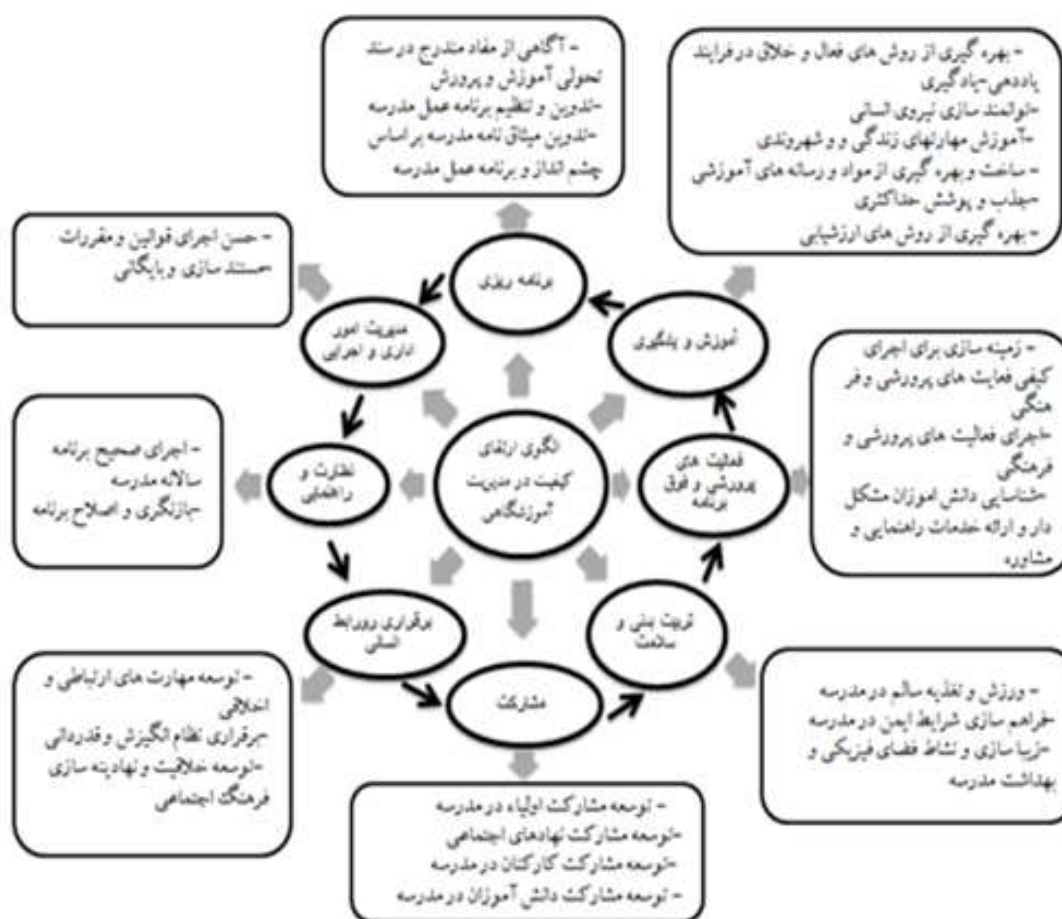 - آگاهی از مفاد مندرج در سند
تحولی آموزش و پرورش
-تدوین و تنظیم برنامه عمل مدرسه
-تدوین میثاق نامه مدرسه بر اساس
چشم انداز و برنامه عمل مدرسه
- بهره گیری از روش های فعال و خلاق در فرایند
یاددهی-یادگیری
-توانمند سازی نیروی انسانی
-آموزش مهارتهای زندگی و و شهروندی
- ساخت و بهره گیری از مواد و رسانه های آموزشی
-جذب و پوشش حداکثری
- بهره گیری از روش های ارزشیابی
- حسن اجرای قوانین و مقررات
-مستند سازی و بایگانی
برنامه ریزی
مدیریت امور
اداری و اجرایی
آموزش و یدگیری
- زمینه سازی برای اجرای
کیفی فعایت های پرورشی و فر
هنگی
-اجرای فعالیت های پرورشی و
فرهنگی
-شناسایی دانش اموزان مشکل
دار و ارائه خدمات راهنمایی و
مشاوره
- اجرای صحیح برنامه
سالانه مدرسه
-بازنگری و اصلاح برنامه
نظارت و
راهنمایی
الگوی ارتقای
کیفیت در مدیریت
آموزشگاهی
فعالیت های
پرورشی و فوق
برنامه
برقراری رورابط
انسانی
مشارکت
تربیت بدنی و
سلامت
- توسعه مهارت های ارتباطی و
اخلاقی
-برقراری نظام انگیزش و قدردانی
-توسعه خلاقیت و نهادینه سازی
فرهنگ اجتماعی
- ورزش و تغذیه سالم در مدرسه
-فراهم سازی شرایط ایمن در مدرسه
-زیبا سازی و نشاط فضای فیزیکی و
بهداشت مدرسه
- توسعه مشارکت اولیاء در مدرسه
-توسعه مشارکت نهادهای اجتماعی
-توسعه مشارکت کارکنان در مدرسه
- توسعه مشارکت دانش آموزان در مدرسه